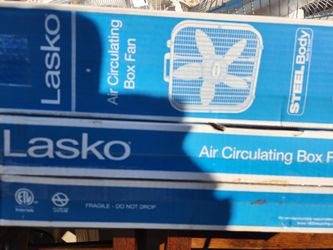 Lasko®
Air Circulating
Box Fan
STEEL Body
Lasko®
Air Circulating Box F
FRAGILE - DO NOT DROP